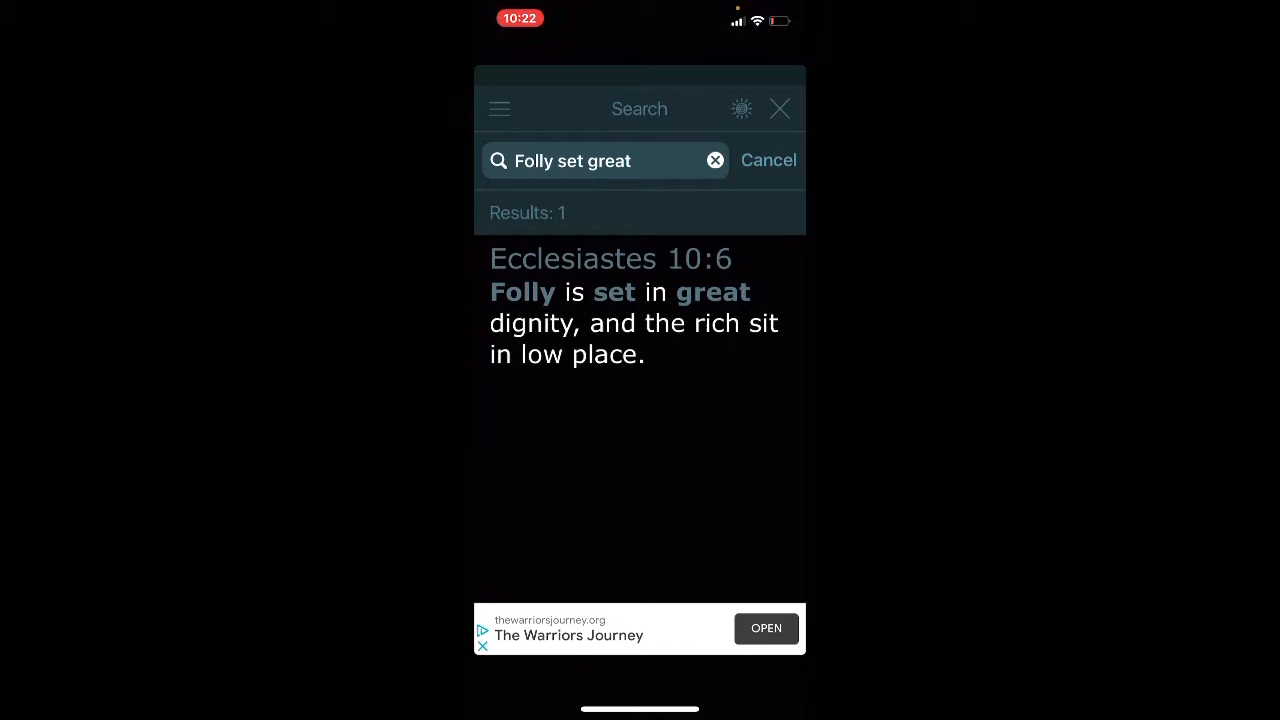 10:22
Search
Folly set great
Cancel
Results: 1
Ecclesiastes 10:6
Folly is set in great
dignity, and the rich sit
in low place.
thewarriorsjourney.org
The Warriors Journey
OPEN